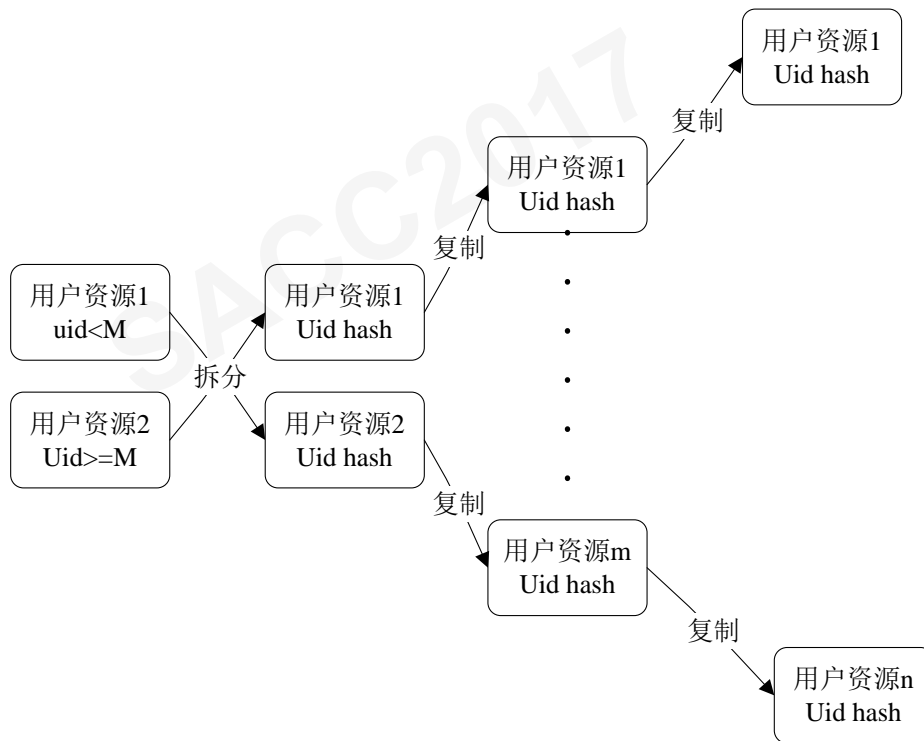 用户资源1
Uid hash
复制
用户资源1
Uid hash
复制
用户资源1
uid<M
用户资源1
Uid hash
拆分
用户资源2
Uid>=M
用户资源2
Uid hash
复制
用户资源m
Uid hash
复制
用户资源n
Uid hash
SACC2017